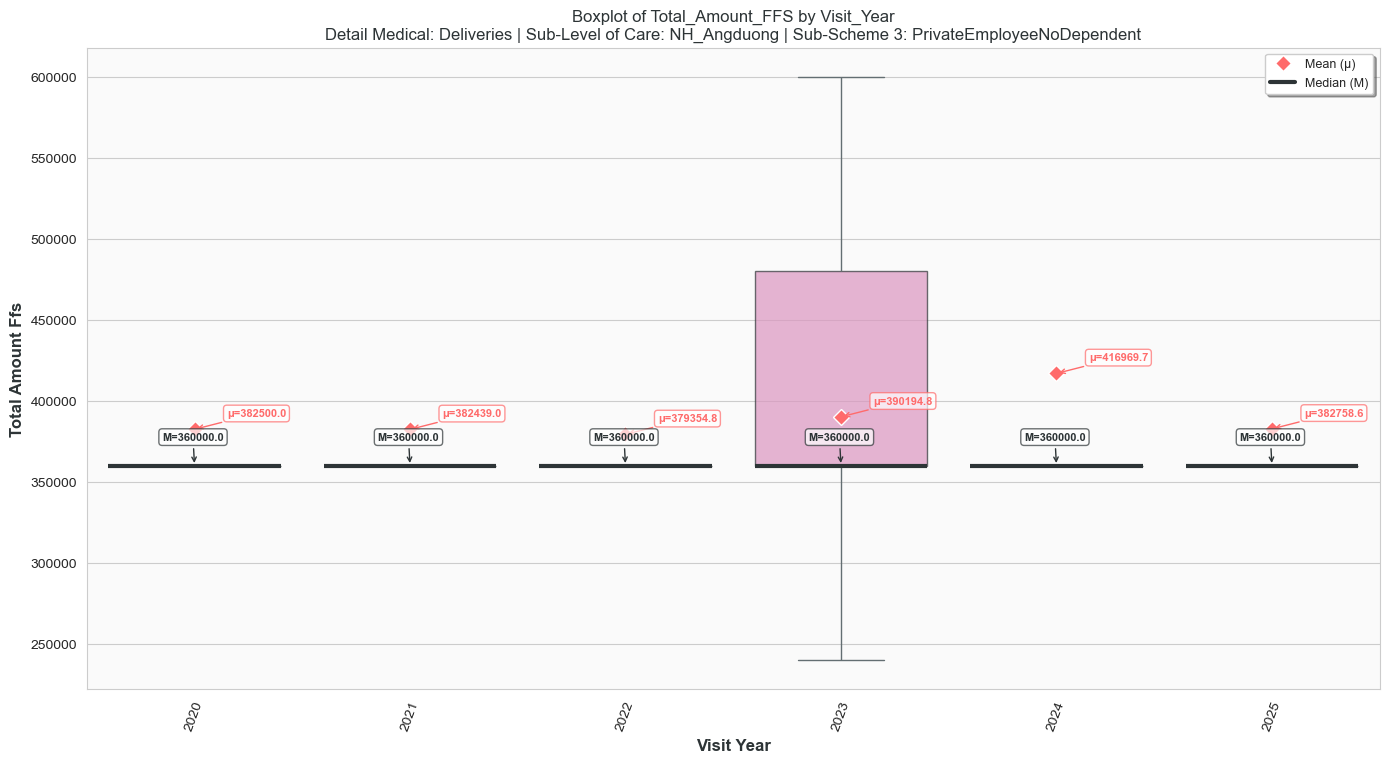 Boxplot of Total_Amount_FFS by Visit_Year
Detail Medical: Deliveries | Sub-Level of Care: NH_Angduong | Sub-Scheme 3: PrivateEmployeeNoDependent
Mean (μ)
Median (M)
Total Amount Ffs
600000
550000
500000
450000
400000
350000
300000
250000
μ=382500.0
M=360000.0
μ=382439.0
M=360000.0
μ=379354.8
M=360000.0
μ=390194.8
M=360000.0
μ=416969.7
M=360000.0
μ=382758.6
M=360000.0
2020
2021
2022
2023
2024
2025
Visit Year